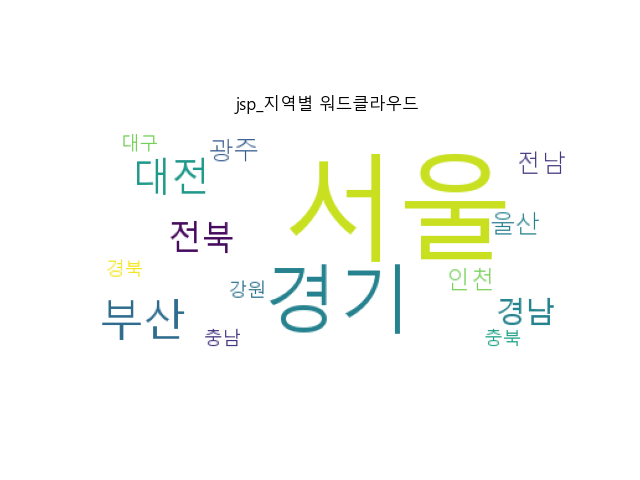 jsp_지역별 워드클라우드
대구
광주
대전
서울
전남
전북
울산
경북
강원
경기
인천
부산
충남
경남
충북